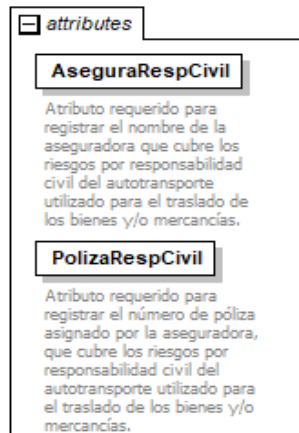 attributes
AseguraRespCivil
Atributo requerido para
registrar el nombre de la
aseguradora que cubre los
riesgos por responsabilidad
civil del autotransporte
utilizado para el traslado de
los bienes y/o mercancías.
PolizaRespCivil
Atributo requerido para
registrar el número de póliza
asignado por la aseguradora,
que cubre los riesgos por
responsabilidad civil del
autotransporte utilizado para
el traslado de los bienes y/o
mercancías.